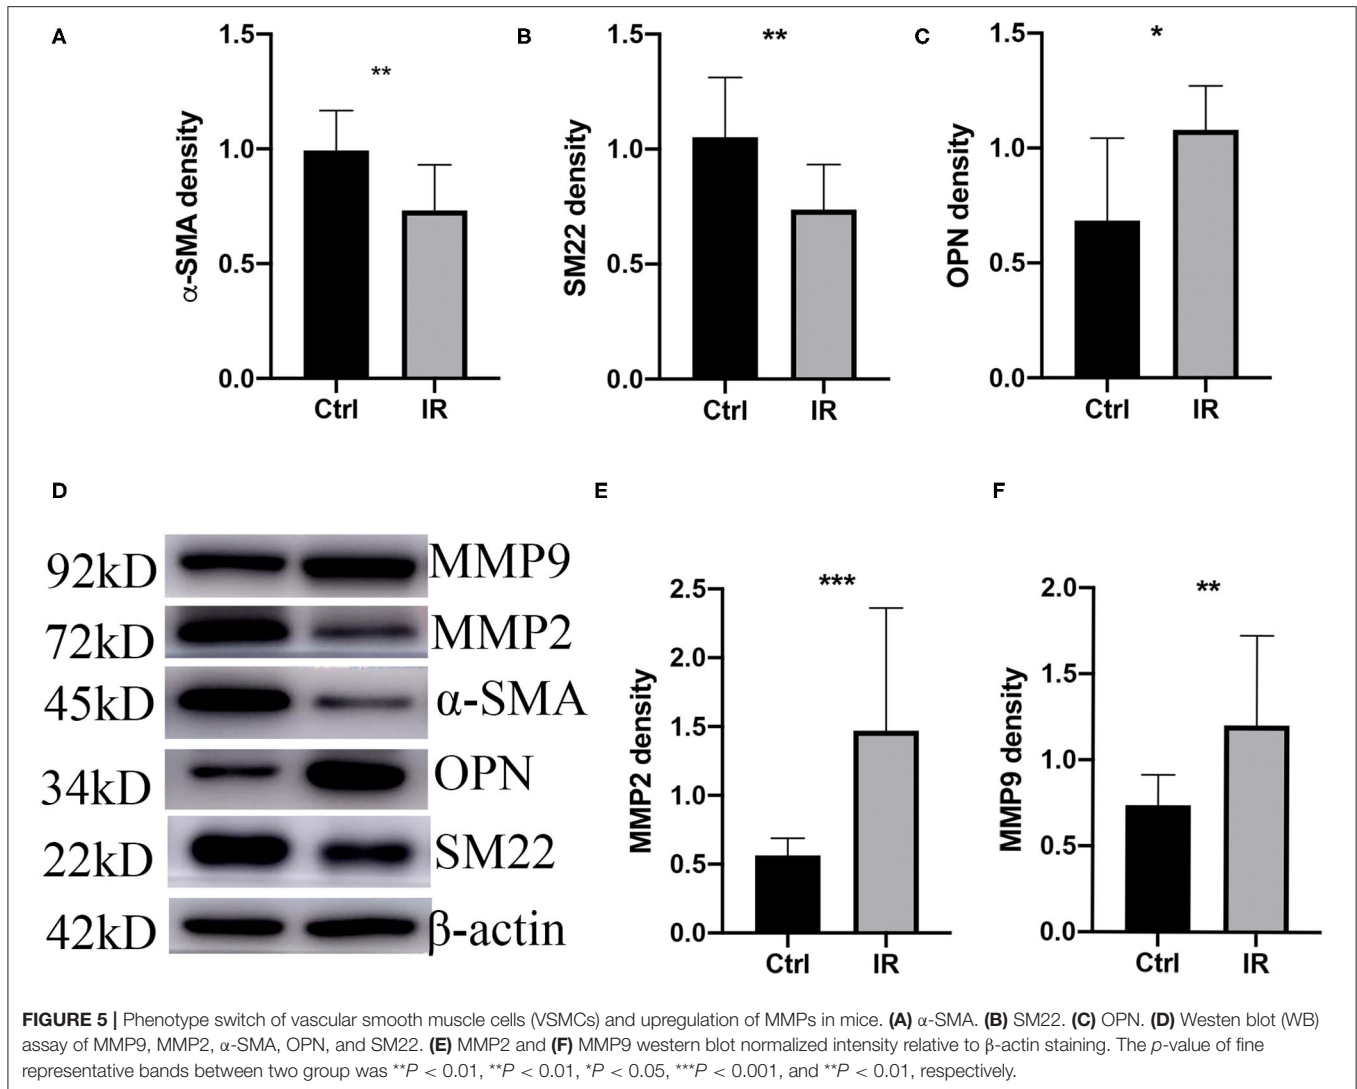 A
1.5
**
1.0
α-SMA density
0.5
0.0
Ctrl
IR
B
1.5
**
1.0
SM22 density
0.5
0.0
Ctrl
IR
C
1.5
*
1.0
OPN density
0.5
0.0
Ctrl
IR
D
92kD
MMP9
72kD
MMP2
45kD
α-SMA
34kD
OPN
22kD
SM22
42kD
β-actin
E
2.5
***
2.0
1.5
MMP2 density
1.0
0.5
0.0
Ctrl
IR
F
2.0
**
1.5
MMP9 density
1.0
0.5
0.0
Ctrl
IR
FIGURE 5 | Phenotype switch of vascular smooth muscle cells (VSMCs) and upregulation of MMPs in mice. (A) α-SMA. (B) SM22. (C) OPN. (D) Westen blot (WB)
assay of MMP9, MMP2, α-SMA, OPN, and SM22. (E) MMP2 and (F) MMP9 western blot normalized intensity relative to β-actin staining. The p-value of fine
representative bands between two group was **P < 0.01, **P < 0.01, *P < 0.05, ***P < 0.001, and **P < 0.01, respectively.